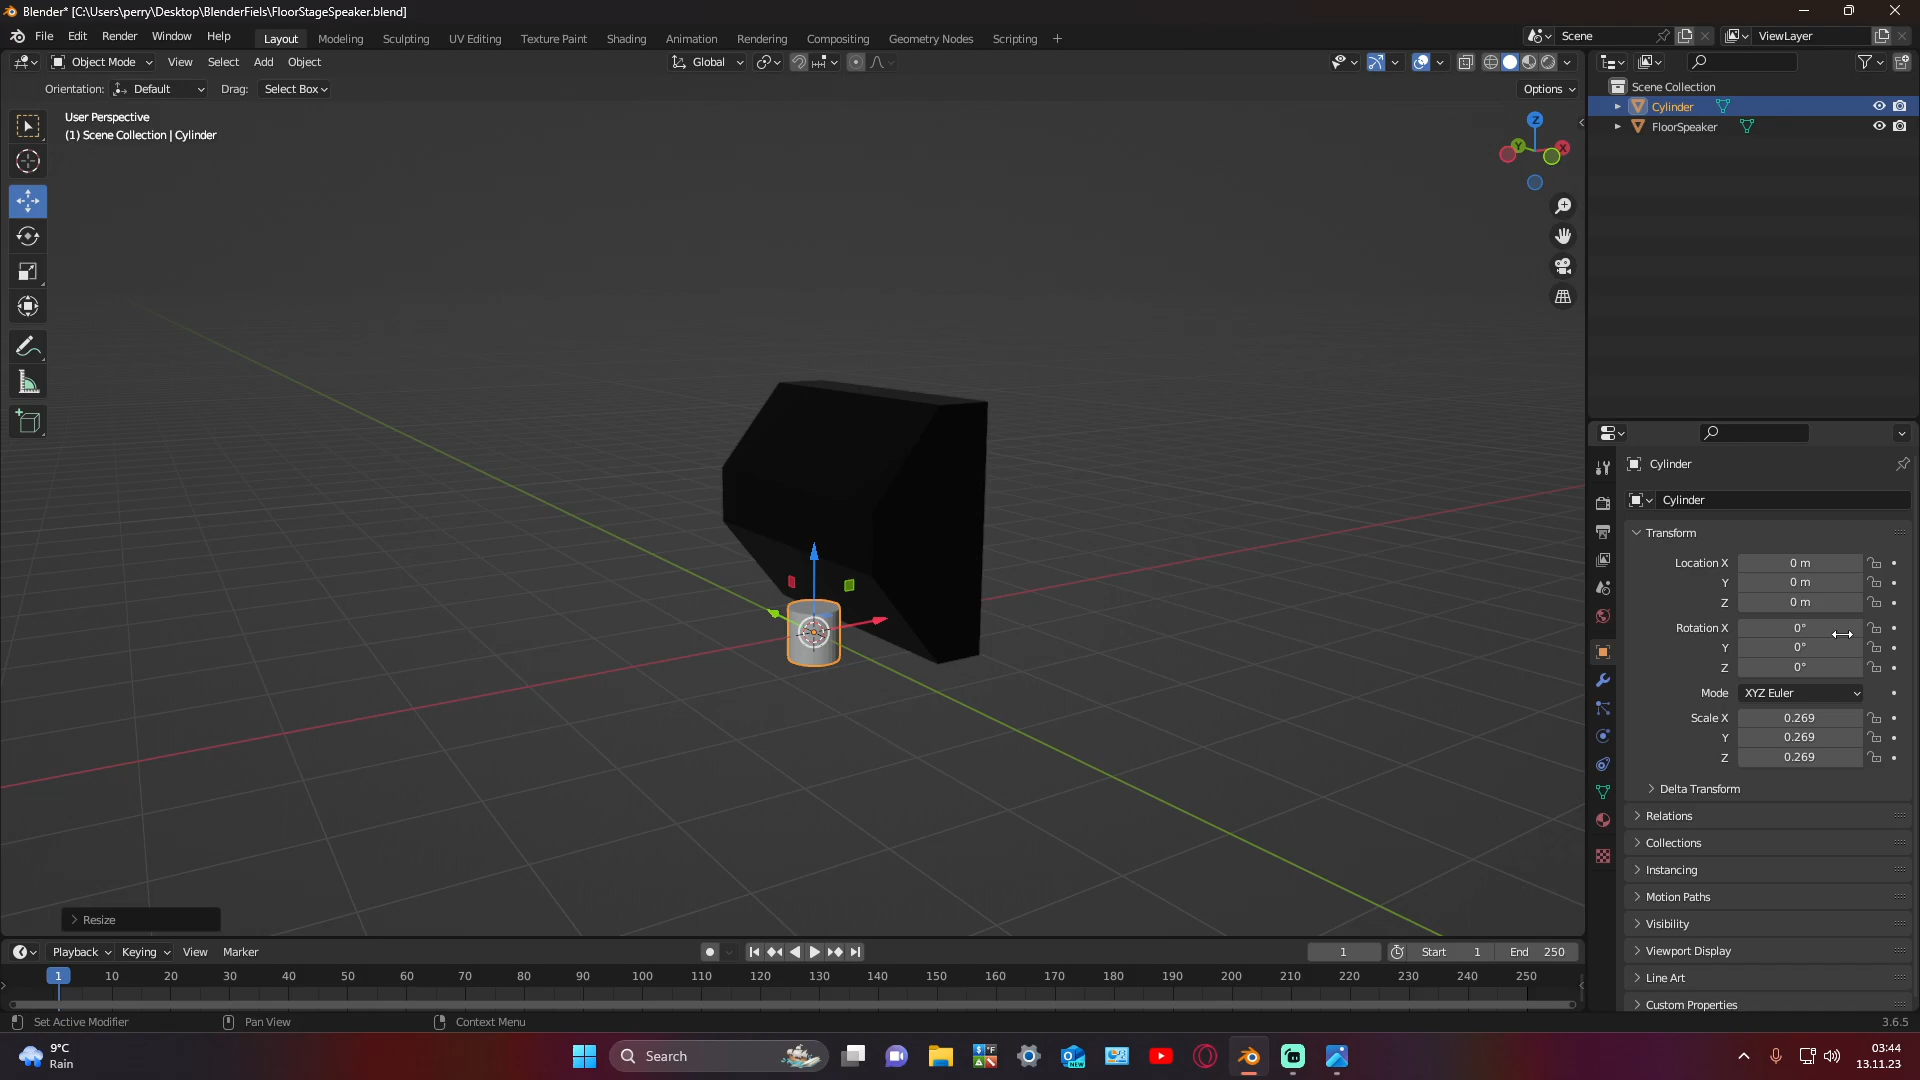 Blender* [C:\Users\perry\Desktop\BlenderFiels\FloorStageSpeaker.blend]
File Edit Render Window Help Layout Modeling Sculpting UV Editing Texture Paint Shading Animation Rendering Compositing Geometry Nodes Scripting + Scene ViewLayer
Object Mode View Select Add Object Global
Orientation: Default Drag: Select Box Options
User Perspective
(1) Scene Collection | Cylinder
Z
Y X
Scene Collection
Cylinder
FloorSpeaker
Cylinder
Cylinder
Transform
Location X 0 m
Y 0 m
Z 0 m
Rotation X 0°
Y 0°
Z 0°
Mode XYZ Euler
Scale X 0.269
Y 0.269
Z 0.269
Delta Transform
Relations
Collections
Instancing
Motion Paths
Visibility
Viewport Display
Line Art
Custom Properties
Resize
Playback Keying View Marker 1 Start 1 End 250
1 10 20 30 40 50 60 70 80 90 100 110 120 130 140 150 160 170 180 190 200 210 220 230 240 250
Set Active Modifier Pan View Context Menu 3.6.5
9°C
Rain
Search
NEW
03:44
13.11.23